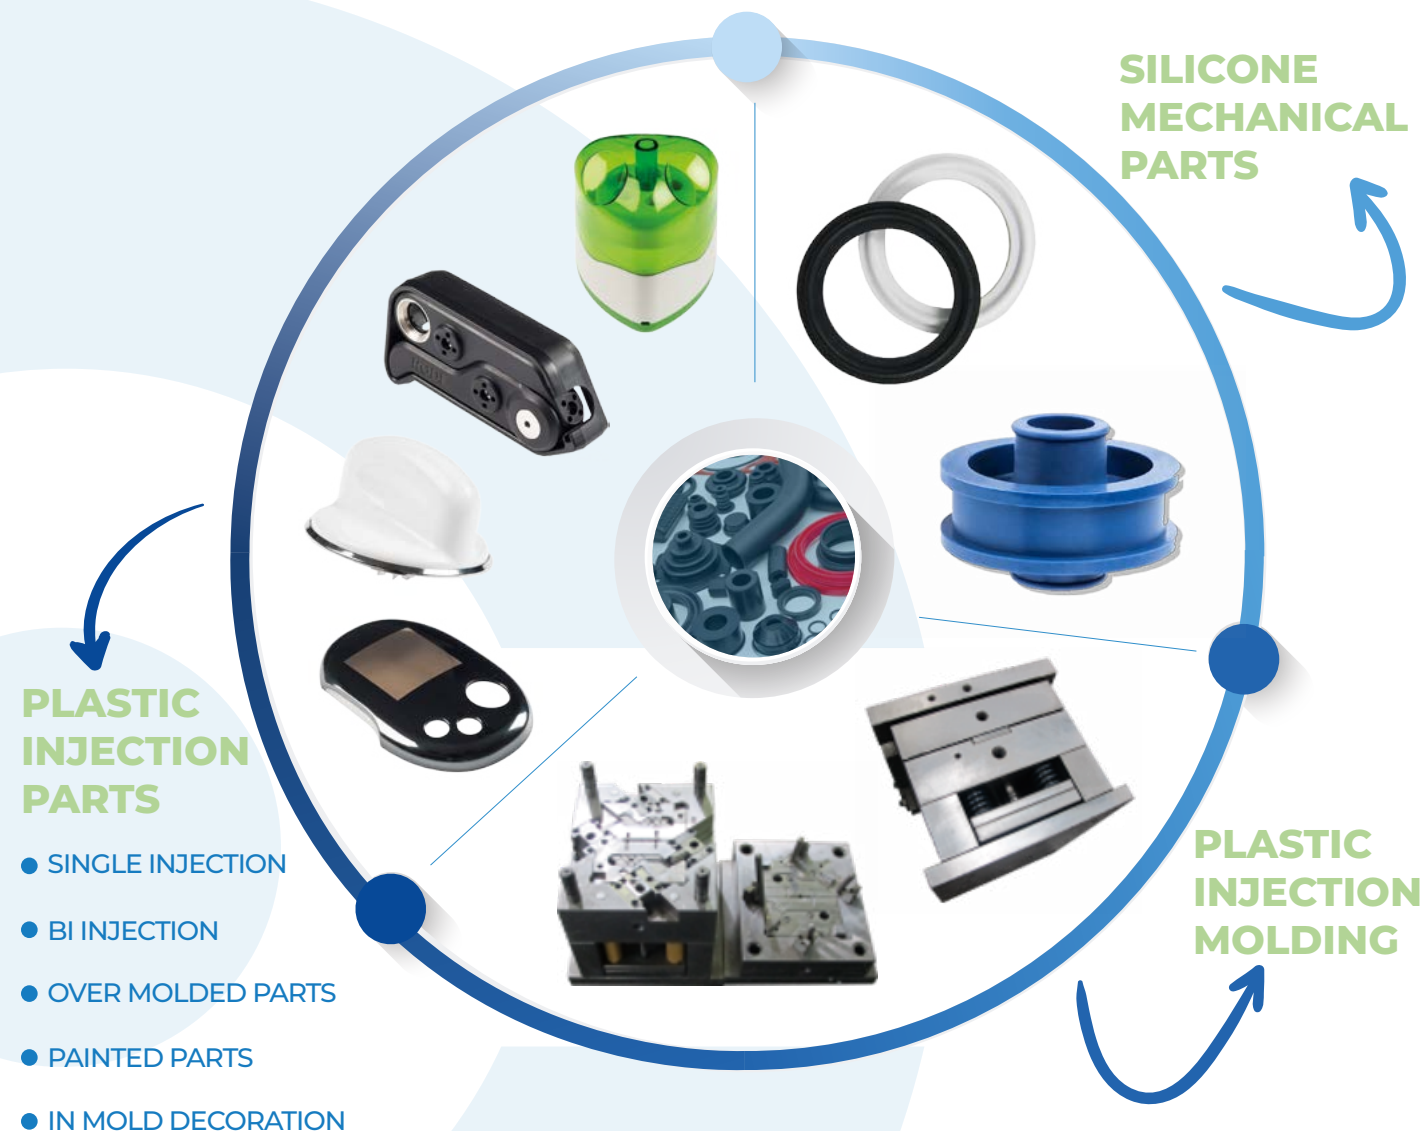 SILICONE
MECHANICAL
PARTS
PLASTIC
INJECTION
PARTS
SINGLE INJECTION
BI INJECTION
OVER MOLDED PARTS
PAINTED PARTS
IN MOLD DECORATION
PLASTIC
INJECTION
MOLDING